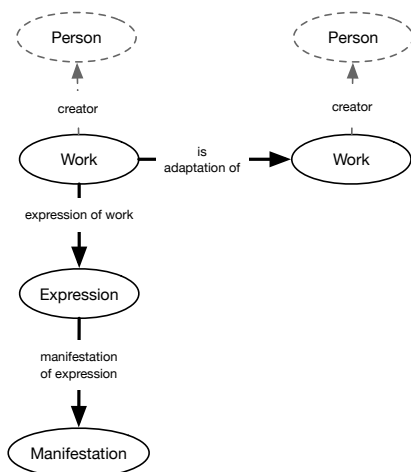 Person
Person
creator
creator
Work
is
adaptation of
Work
expression of work
Expression
manifestation
of expression
Manifestation